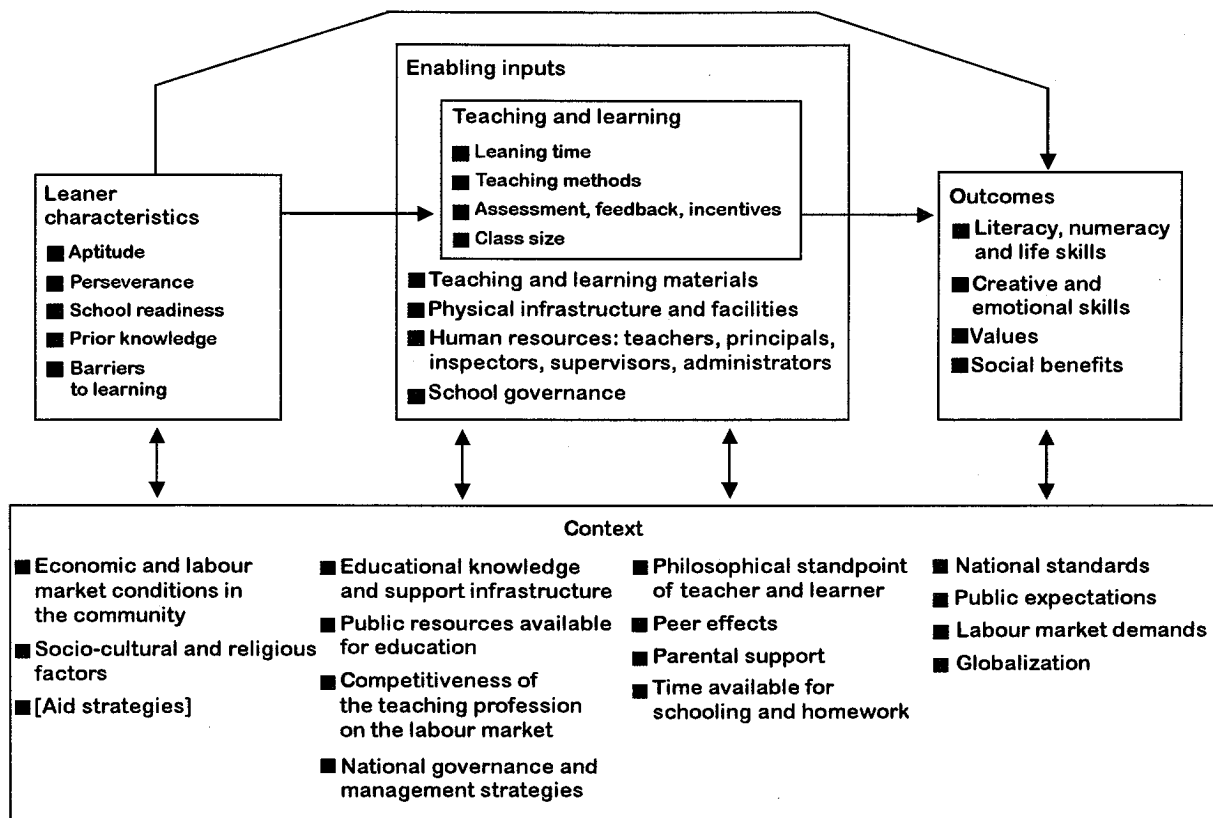 Enabling inputs
Teaching and learning
■ Leaning time
■ Teaching methods
■ Assessment, feedback, incentives
■ Class size
■ Teaching and learning materials
■ Physical infrastructure and facilities
■ Human resources: teachers, principals,
inspectors, supervisors, administrators
■ School governance
Leaner
characteristics
■ Aptitude
■ Perseverance
■ School readiness
■ Prior knowledge
■ Barriers
to learning
Outcomes
■ Literacy, numeracy
and life skills
■ Creative and
emotional skills
■ Values
■ Social benefits
Context
■ Economic and labour
market conditions in
the community
■ Socio-cultural and religious
factors
■ [Aid strategies]
■ Educational knowledge
and support infrastructure
■ Public resources available
for education
■ Competitiveness of
the teaching profession
on the labour market
■ National governance and
management strategies
■ Philosophical standpoint
of teacher and learner
■ Peer effects
■ Parental support
■ Time available for
schooling and homework
■ National standards
■ Public expectations
■ Labour market demands
■ Globalization